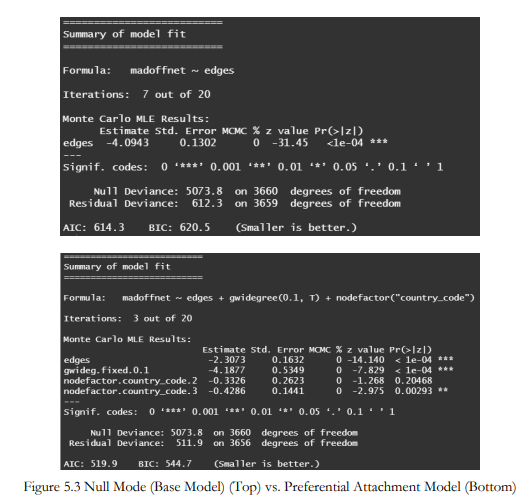 ==========================
Summary of model fit
==========================
Formula: madoffnet ~ edges
Iterations: 7 out of 20
Monte Carlo MLE Results:
Estimate Std. Error MCMC % z value Pr(>|z|)
edges -4.0943 0.1302 0 -31.45 <1e-04 ***
---
Signif. codes: 0 ‘***’ 0.001 ‘**’ 0.01 ‘*’ 0.05 ‘.’ 0.1 ‘ ’ 1
Null Deviance: 5073.8 on 3660 degrees of freedom
Residual Deviance: 612.3 on 3659 degrees of freedom
AIC: 614.3 BIC: 620.5 (Smaller is better.)
==========================
Summary of model fit
==========================
Formula: madoffnet ~ edges + gwidegree(0.1, T) + nodefactor("country_code")
Iterations: 3 out of 20
Monte Carlo MLE Results:
Estimate Std. Error MCMC % z value Pr(>|z|)
edges -2.3073 0.1632 0 -14.140 < 1e-04 ***
gwideg.fixed.0.1 -4.1877 0.5349 0 -7.829 < 1e-04 ***
nodefactor.country_code.2 -0.3326 0.2623 0 -1.268 0.20468
nodefactor.country_code.3 -0.4286 0.1441 0 -2.975 0.00293 **
---
Signif. codes: 0 ‘***’ 0.001 ‘**’ 0.01 ‘*’ 0.05 ‘.’ 0.1 ‘ ’ 1
Null Deviance: 5073.8 on 3660 degrees of freedom
Residual Deviance: 511.9 on 3656 degrees of freedom
AIC: 519.9 BIC: 544.7 (Smaller is better.)
Figure 5.3 Null Mode (Base Model) (Top) vs. Preferential Attachment Model (Bottom)